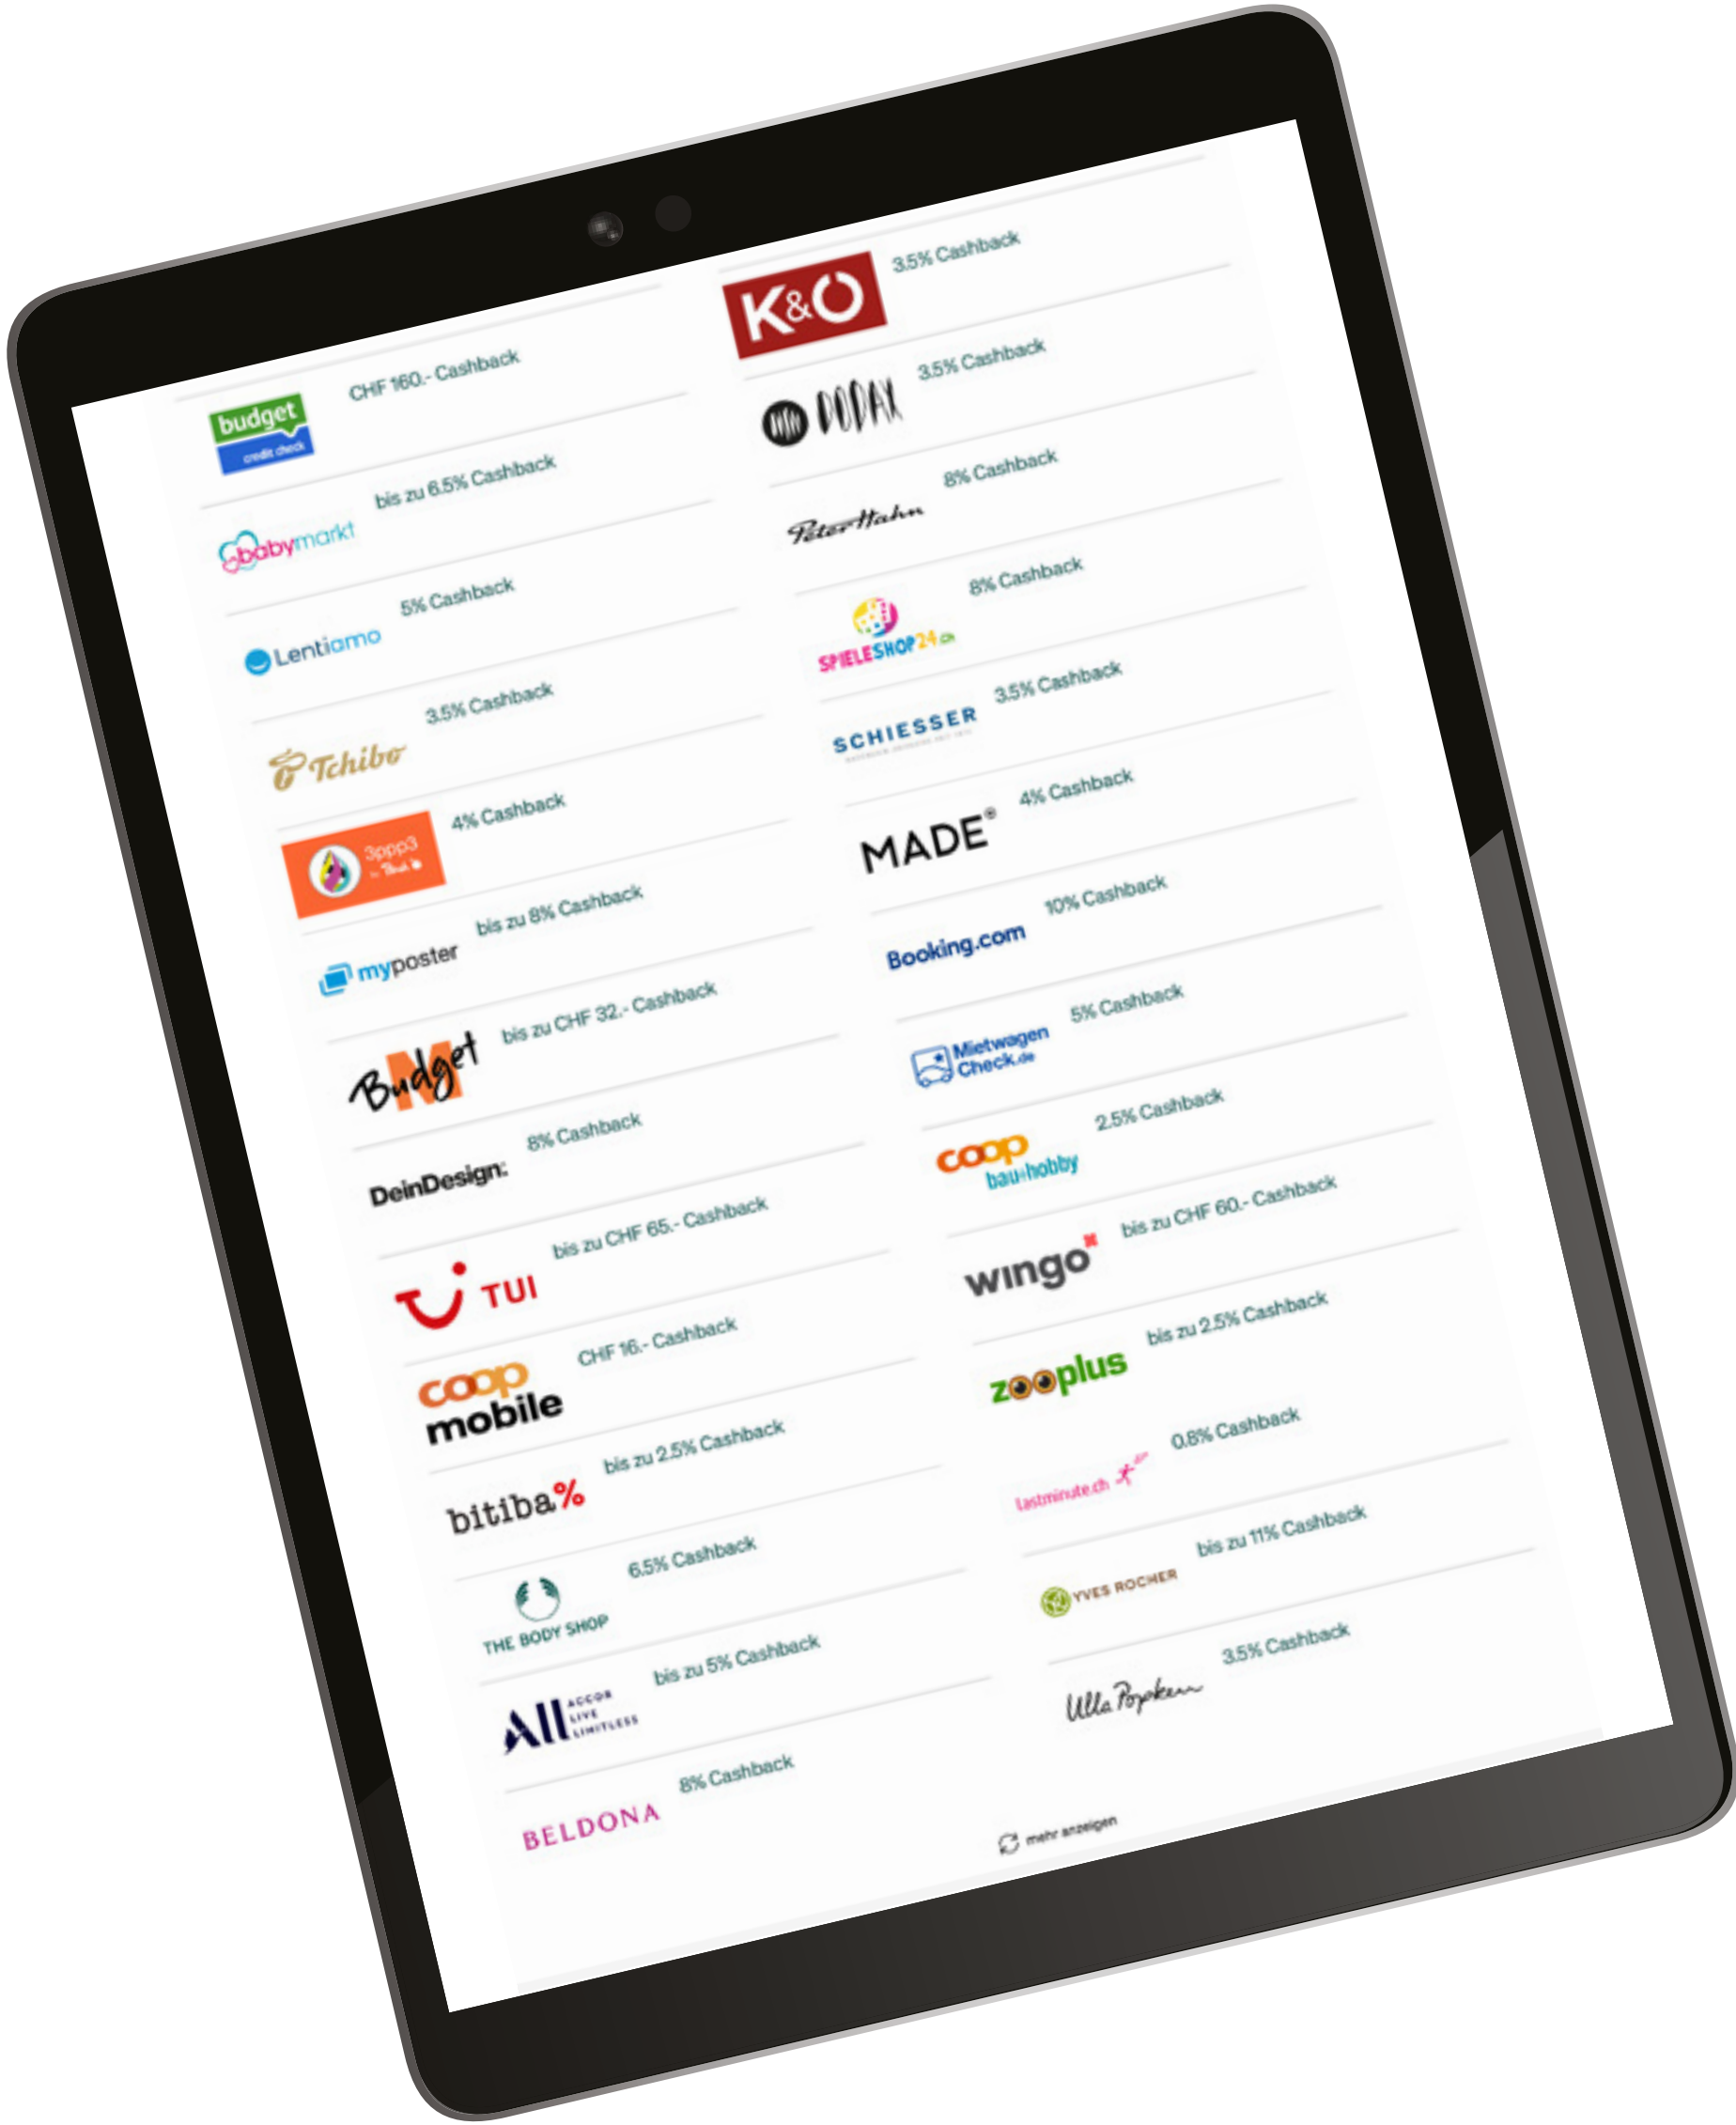 budget
credit check
CHF 160.- Cashback
babymarkt
bis zu 6.5% Cashback
Lentiamo
5% Cashback
Tchibo
3.5% Cashback
3ppp3
4% Cashback
myposter
bis zu 8% Cashback
M Budget
bis zu CHF 32.- Cashback
DeinDesign:
8% Cashback
TUI
bis zu CHF 65.- Cashback
coop
mobile
CHF 16.- Cashback
bitiba%
bis zu 2.5% Cashback
THE BODY SHOP
6.5% Cashback
All ACCOR
LIVE
LIMITLESS
bis zu 5% Cashback
BELDONA
8% Cashback
K&O
3.5% Cashback
DODAX
3.5% Cashback
Peter Hahn
8% Cashback
SPIELESHOP24.ch
8% Cashback
SCHIESSER
3.5% Cashback
MADE®
4% Cashback
Booking.com
10% Cashback
Mietwagen
Check.de
5% Cashback
coop
bau+hobby
2.5% Cashback
wingo
bis zu CHF 60.- Cashback
zooplus
bis zu 2.5% Cashback
lastminute.ch
0.8% Cashback
YVES ROCHER
bis zu 11% Cashback
Ulla Popken
3.5% Cashback
mehr anzeigen